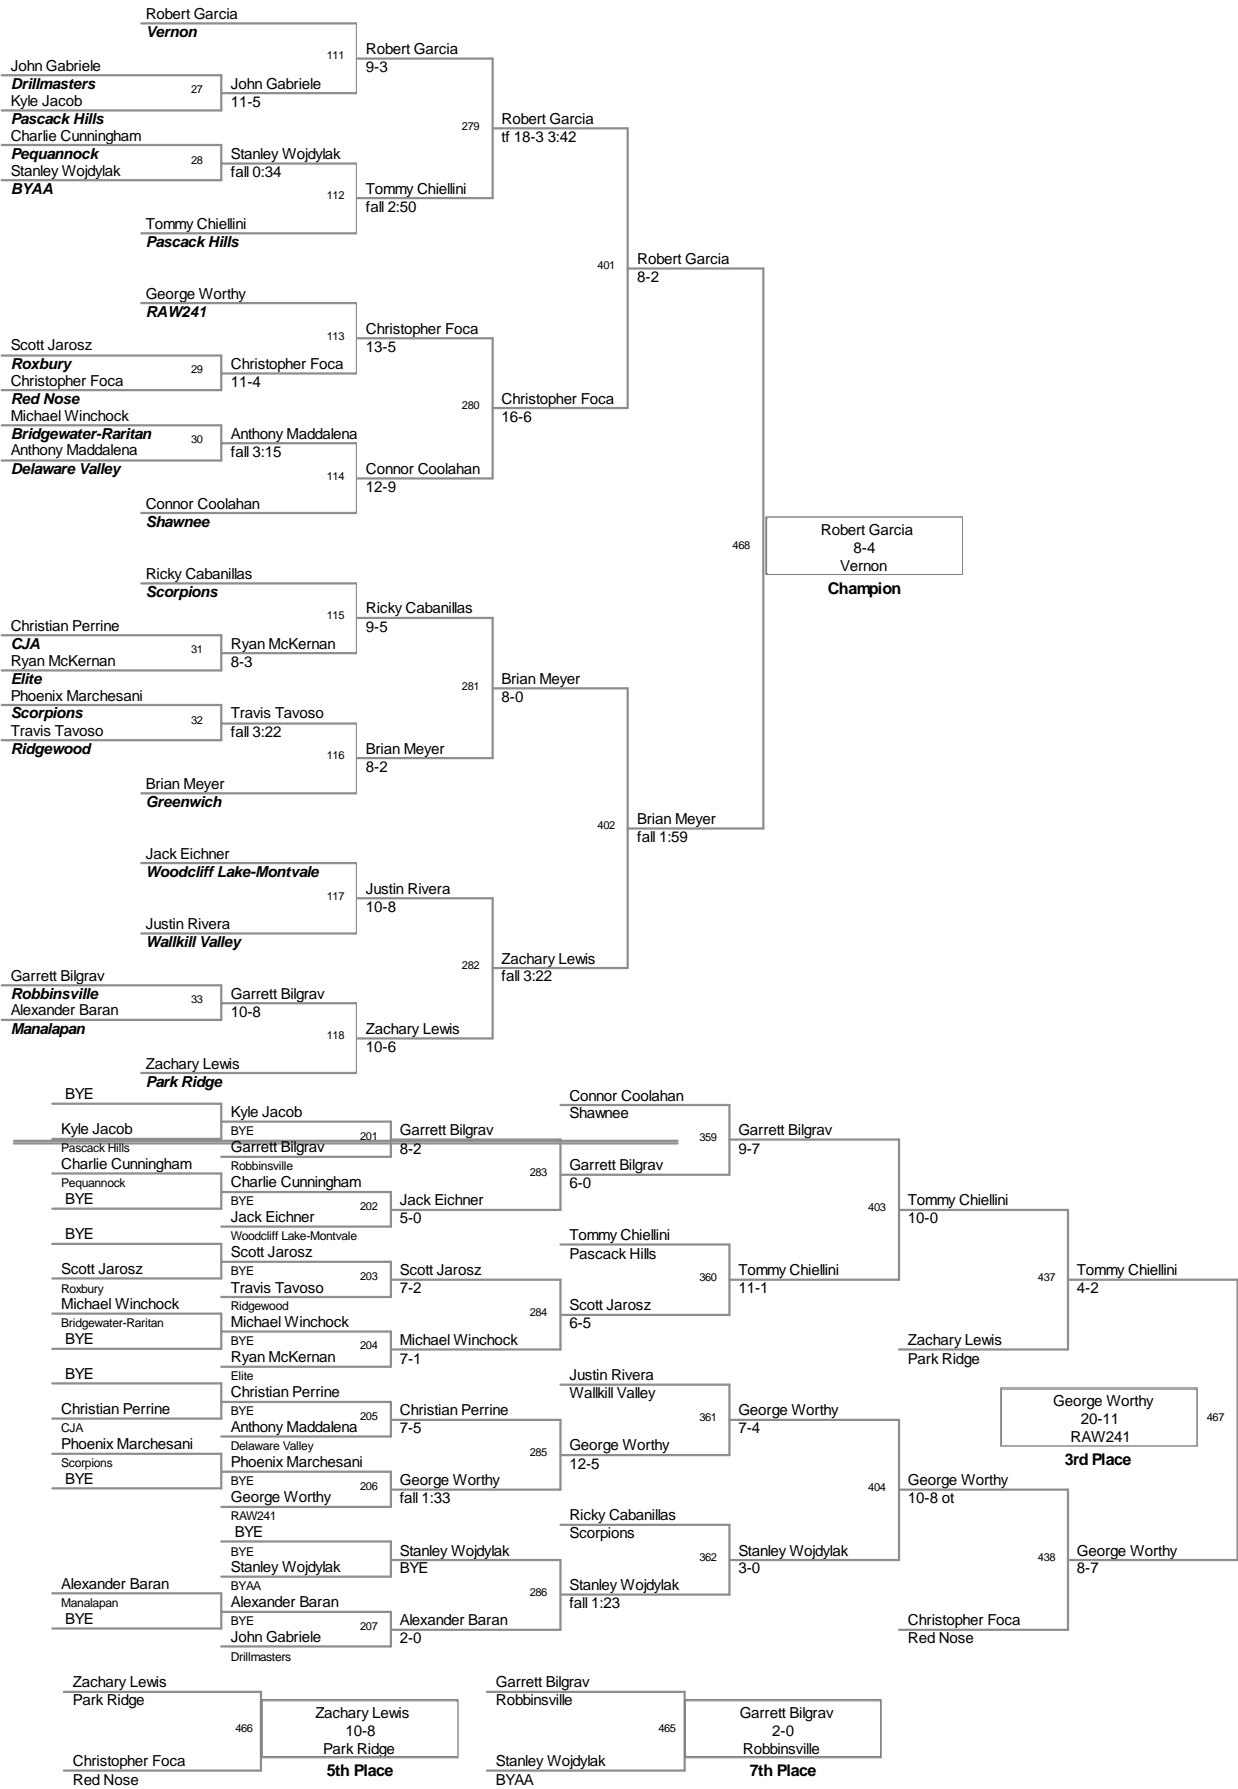 Robert Garcia
Vernon
111
Robert Garcia
9-3
John Gabriele
Drillmasters
27
John Gabriele
Kyle Jacob
11-5
Pascack Hills
279
Robert Garcia
tf 18-3 3:42
Charlie Cunningham
Pequannock
28
Stanley Wojdylak
Stanley Wojdylak
fall 0:34
BYAA
112
Tommy Chiellini
fall 2:50
Tommy Chiellini
Pascack Hills
401
Robert Garcia
8-2
George Worthy
RAW241
113
Christopher Foca
13-5
Scott Jarosz
Roxbury
29
Christopher Foca
Christopher Foca
11-4
Red Nose
280
Christopher Foca
16-6
Michael Winchock
Bridgewater-Raritan
30
Anthony Maddalena
Anthony Maddalena
fall 3:15
Delaware Valley
114
Connor Coolahan
12-9
Connor Coolahan
Shawnee
468
Robert Garcia
8-4
Vernon
Champion
Ricky Cabanillas
Scorpions
115
Ricky Cabanillas
9-5
Christian Perrine
CJA
31
Ryan McKernan
Ryan McKernan
8-3
Elite
281
Brian Meyer
8-0
Phoenix Marchesani
Scorpions
32
Travis Tavoso
Travis Tavoso
fall 3:22
Ridgewood
116
Brian Meyer
8-2
Brian Meyer
Greenwich
402
Brian Meyer
fall 1:59
Jack Eichner
Woodcliff Lake-Montvale
117
Justin Rivera
10-8
Justin Rivera
Wallkill Valley
282
Zachary Lewis
fall 3:22
Garrett Bilgrav
Robbinsville
33
Garrett Bilgrav
Alexander Baran
10-8
Manalapan
118
Zachary Lewis
10-6
Zachary Lewis
Park Ridge
BYE
Connor Coolahan
Shawnee
Kyle Jacob
Kyle Jacob
BYE
201
Garrett Bilgrav
359
Garrett Bilgrav
Pascack Hills
Garrett Bilgrav
8-2
9-7
Charlie Cunningham
Robbinsville
283
Garrett Bilgrav
Pequannock
Charlie Cunningham
6-0
BYE
BYE
202
Jack Eichner
403
Tommy Chiellini
Jack Eichner
5-0
10-0
BYE
Woodcliff Lake-Montvale
Tommy Chiellini
Scott Jarosz
Pascack Hills
Scott Jarosz
BYE
203
Scott Jarosz
360
Tommy Chiellini
437
Tommy Chiellini
Roxbury
Travis Tavoso
7-2
11-1
4-2
Michael Winchock
Ridgewood
284
Scott Jarosz
Bridgewater-Raritan
Michael Winchock
6-5
BYE
BYE
204
Michael Winchock
Zachary Lewis
Ryan McKernan
7-1
Park Ridge
BYE
Elite
Justin Rivera
Christian Perrine
Wallkill Valley
Christian Perrine
BYE
205
Christian Perrine
361
George Worthy
George Worthy
20-11
RAW241
467
3rd Place
CJA
Anthony Maddalena
7-5
7-4
Phoenix Marchesani
Delaware Valley
285
George Worthy
Scorpions
Phoenix Marchesani
12-5
BYE
BYE
206
George Worthy
404
George Worthy
George Worthy
fall 1:33
10-8 ot
RAW241
Ricky Cabanillas
BYE
Scorpions
BYE
Stanley Wojdylak
362
Stanley Wojdylak
438
George Worthy
Stanley Wojdylak
BYE
3-0
8-7
Alexander Baran
BYAA
286
Stanley Wojdylak
Manalapan
Alexander Baran
fall 1:23
BYE
BYE
207
Alexander Baran
Christopher Foca
John Gabriele
2-0
Red Nose
Drillmasters
Zachary Lewis
Park Ridge
466
Zachary Lewis
10-8
Park Ridge
Christopher Foca
Red Nose
5th Place
Garrett Bilgrav
Robbinsville
465
Garrett Bilgrav
2-0
Robbinsville
Stanley Wojdylak
BYAA
7th Place